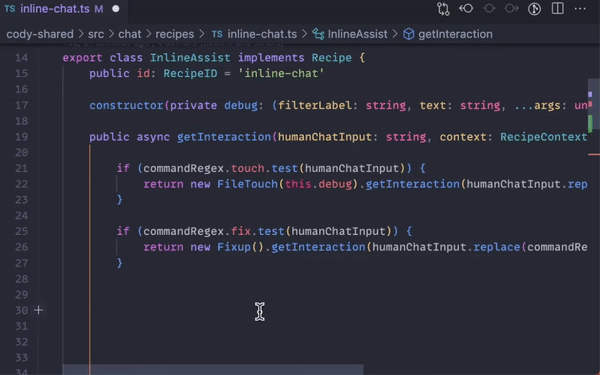 TS inline-chat.ts M
cody-shared > src > chat > recipes > TS inline-chat.ts > InlineAssist > getInteraction
14 export class InlineAssist implements Recipe {
15 public id: RecipeID = 'inline-chat'
16
17 constructor(private debug: (filterLabel: string, text: string, ...args: un
18
19 public async getInteraction(humanChatInput: string, context: RecipeContext
20
21 if (commandRegex.touch.test(humanChatInput)) {
22 return new FileTouch(this.debug).getInteraction(humanChatInput.rep
23 }
24
25 if (commandRegex.fix.test(humanChatInput)) {
26 return new Fixup().getInteraction(humanChatInput.replace(commandRe
27 }
28
29
30 +
31
32
33
34